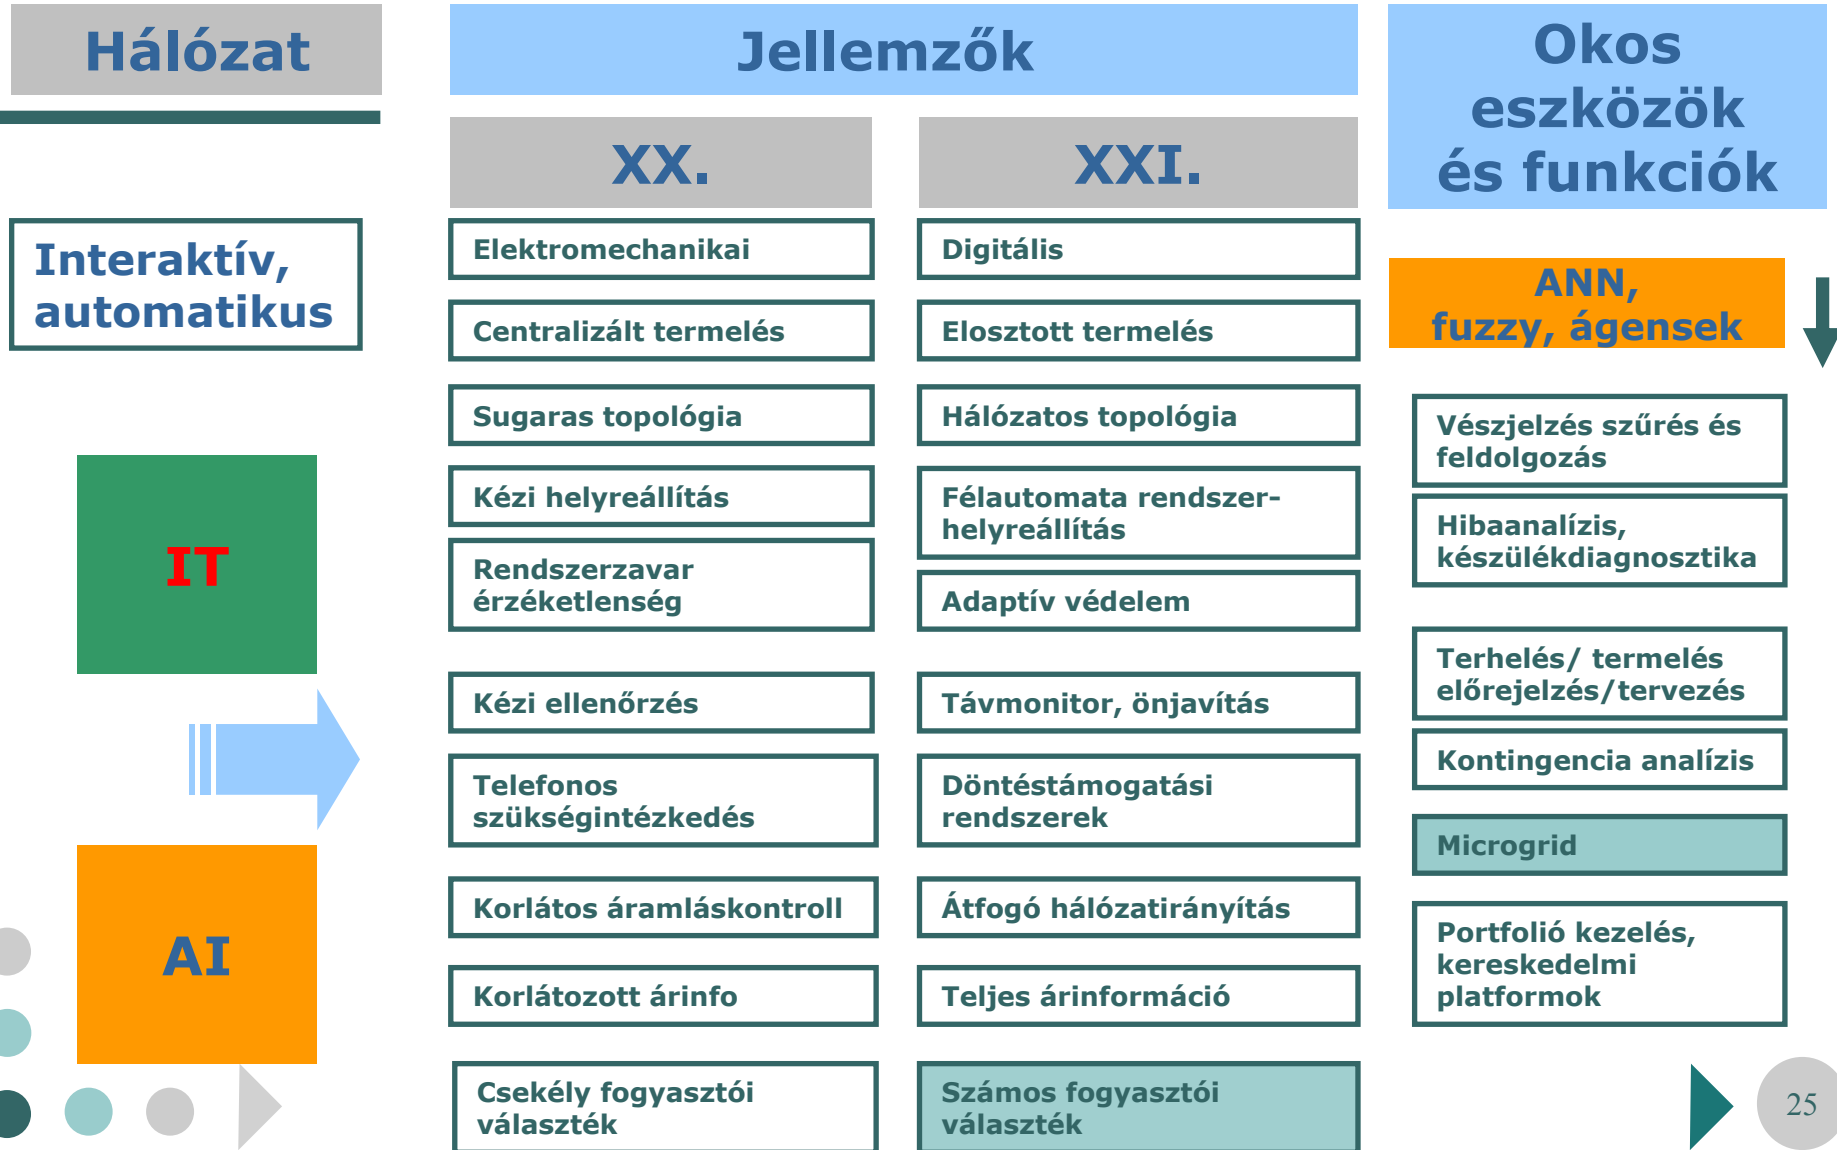 Hálózat
Jellemzők
Okos
eszközök
és funkciók
XX.
XXI.
Interaktív,
automatikus
IT
AI
Elektromechanikai
Centralizált termelés
Sugaras topológia
Kézi helyreállítás
Rendszerzavar
érzéketlenség
Kézi ellenőrzés
Telefonos
szükségintézkedés
Korlátos áramláskontroll
Korlátozott árinfo
Csekély fogyasztói
választék
Digitális
Elosztott termelés
Hálózatos topológia
Félautomata rendszer-
helyreállítás
Adaptív védelem
Távmonitor, önjavítás
Döntéstámogatási
rendszerek
Átfogó hálózatirányítás
Teljes árinformáció
Számos fogyasztói
választék
ANN,
fuzzy, ágensek
Vészjelzés szűrés és
feldolgozás
Hibaanalízis,
készülékdiagnosztika
Terhelés/ termelés
előrejelzés/tervezés
Kontingencia analízis
Microgrid
Portfolió kezelés,
kereskedelmi
platformok
25